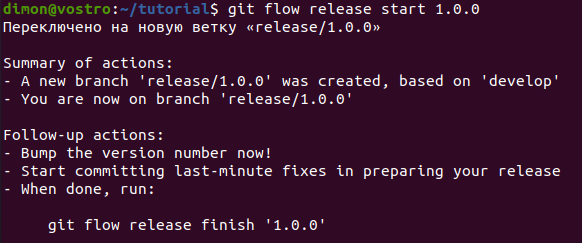 dimon@vostro:~/tutorial$ git flow release start 1.0.0
Переключено на новую ветку «release/1.0.0»
Summary of actions:
- A new branch 'release/1.0.0' was created, based on 'develop'
- You are now on branch 'release/1.0.0'
Follow-up actions:
- Bump the version number now!
- Start committing last-minute fixes in preparing your release
- When done, run:
git flow release finish '1.0.0'